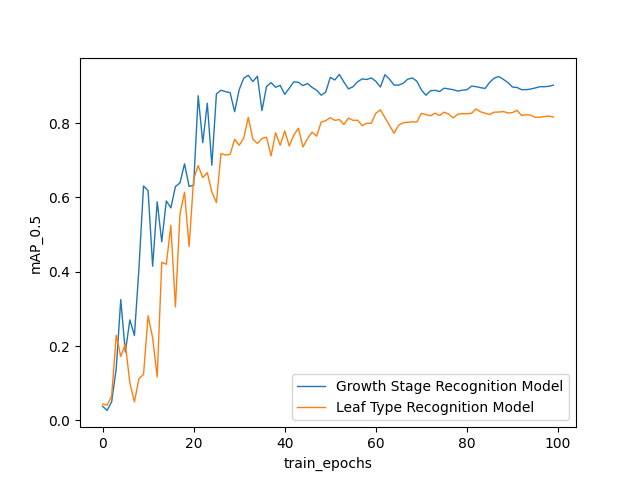 0.8
0.6
0.4
0.2
0.0
mAP_0.5
0 20 40 60 80 100
train_epochs
Growth Stage Recognition Model
Leaf Type Recognition Model